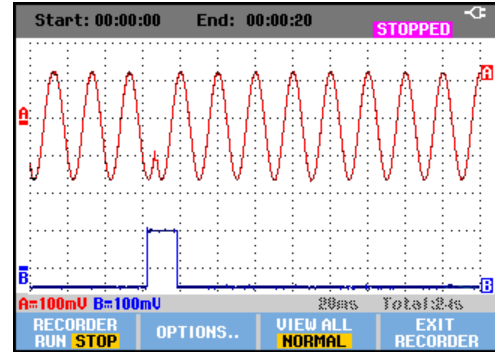 Start: 00:00:00 End: 00:00:20
STOPPED
A
A
B
B
A=100mV B=100mV 20ms Total:24s
RECORDER OPTIONS.. VIEW ALL EXIT
RUN STOP NORMAL RECORDER